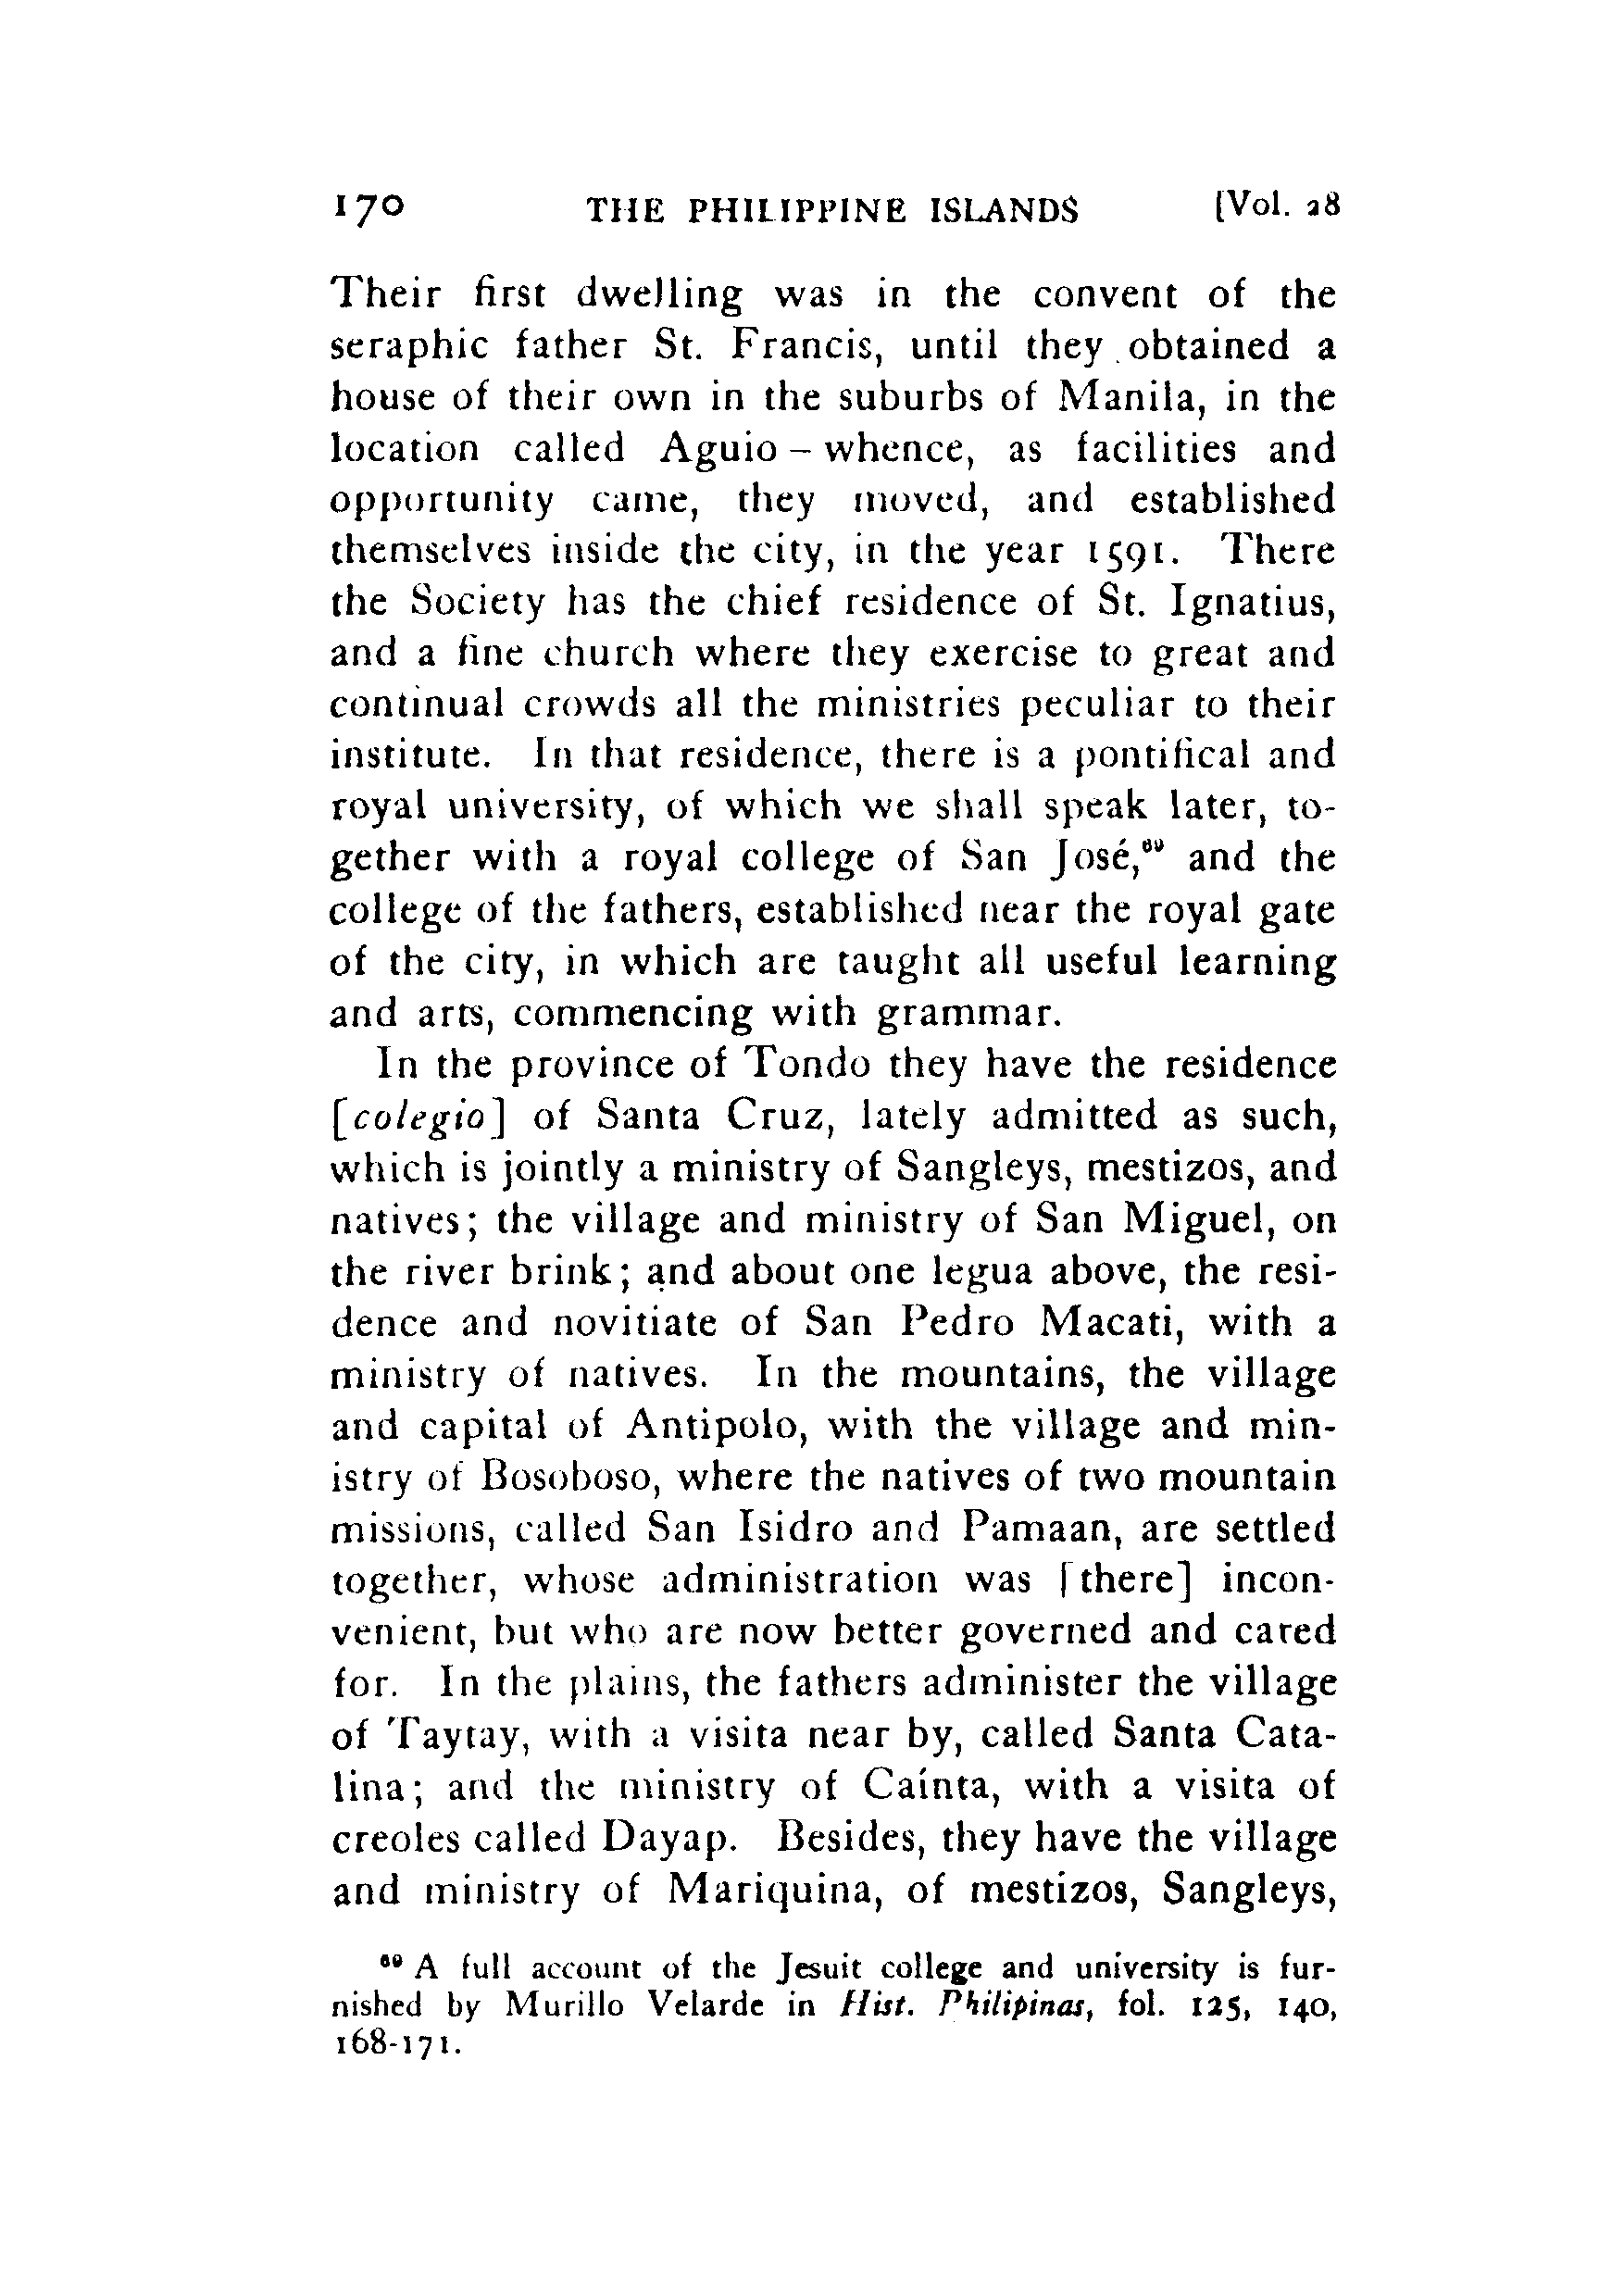 170 THE PHILIPPINE ISLANDS [Vol. 28
Their first dwelling was in the convent of the
seraphic father St. Francis, until they obtained a
house of their own in the suburbs of Manila, in the
location called Aguio – whence, as facilities and
opportunity came, they moved, and established
themselves inside the city, in the year 1591. There
the Society has the chief residence of St. Ignatius,
and a fine church where they exercise to great and
continual crowds all the ministries peculiar to their
institute. In that residence, there is a pontifical and
royal university, of which we shall speak later, to-
gether with a royal college of San José,⁶⁹ and the
college of the fathers, established near the royal gate
of the city, in which are taught all useful learning
and arts, commencing with grammar.
In the province of Tondo they have the residence
[colegio] of Santa Cruz, lately admitted as such,
which is jointly a ministry of Sangleys, mestizos, and
natives; the village and ministry of San Miguel, on
the river brink; and about one legua above, the resi-
dence and novitiate of San Pedro Macati, with a
ministry of natives. In the mountains, the village
and capital of Antipolo, with the village and min-
istry of Bosoboso, where the natives of two mountain
missions, called San Isidro and Pamaan, are settled
together, whose administration was [there] incon-
venient, but who are now better governed and cared
for. In the plains, the fathers administer the village
of Taytay, with a visita near by, called Santa Cata-
lina; and the ministry of Caínta, with a visita of
creoles called Dayap. Besides, they have the village
and ministry of Mariquina, of mestizos, Sangleys,
⁶⁹ A full account of the Jesuit college and university is fur-
nished by Murillo Velarde in Hist. Philipinas, fol. 125, 140,
168-171.